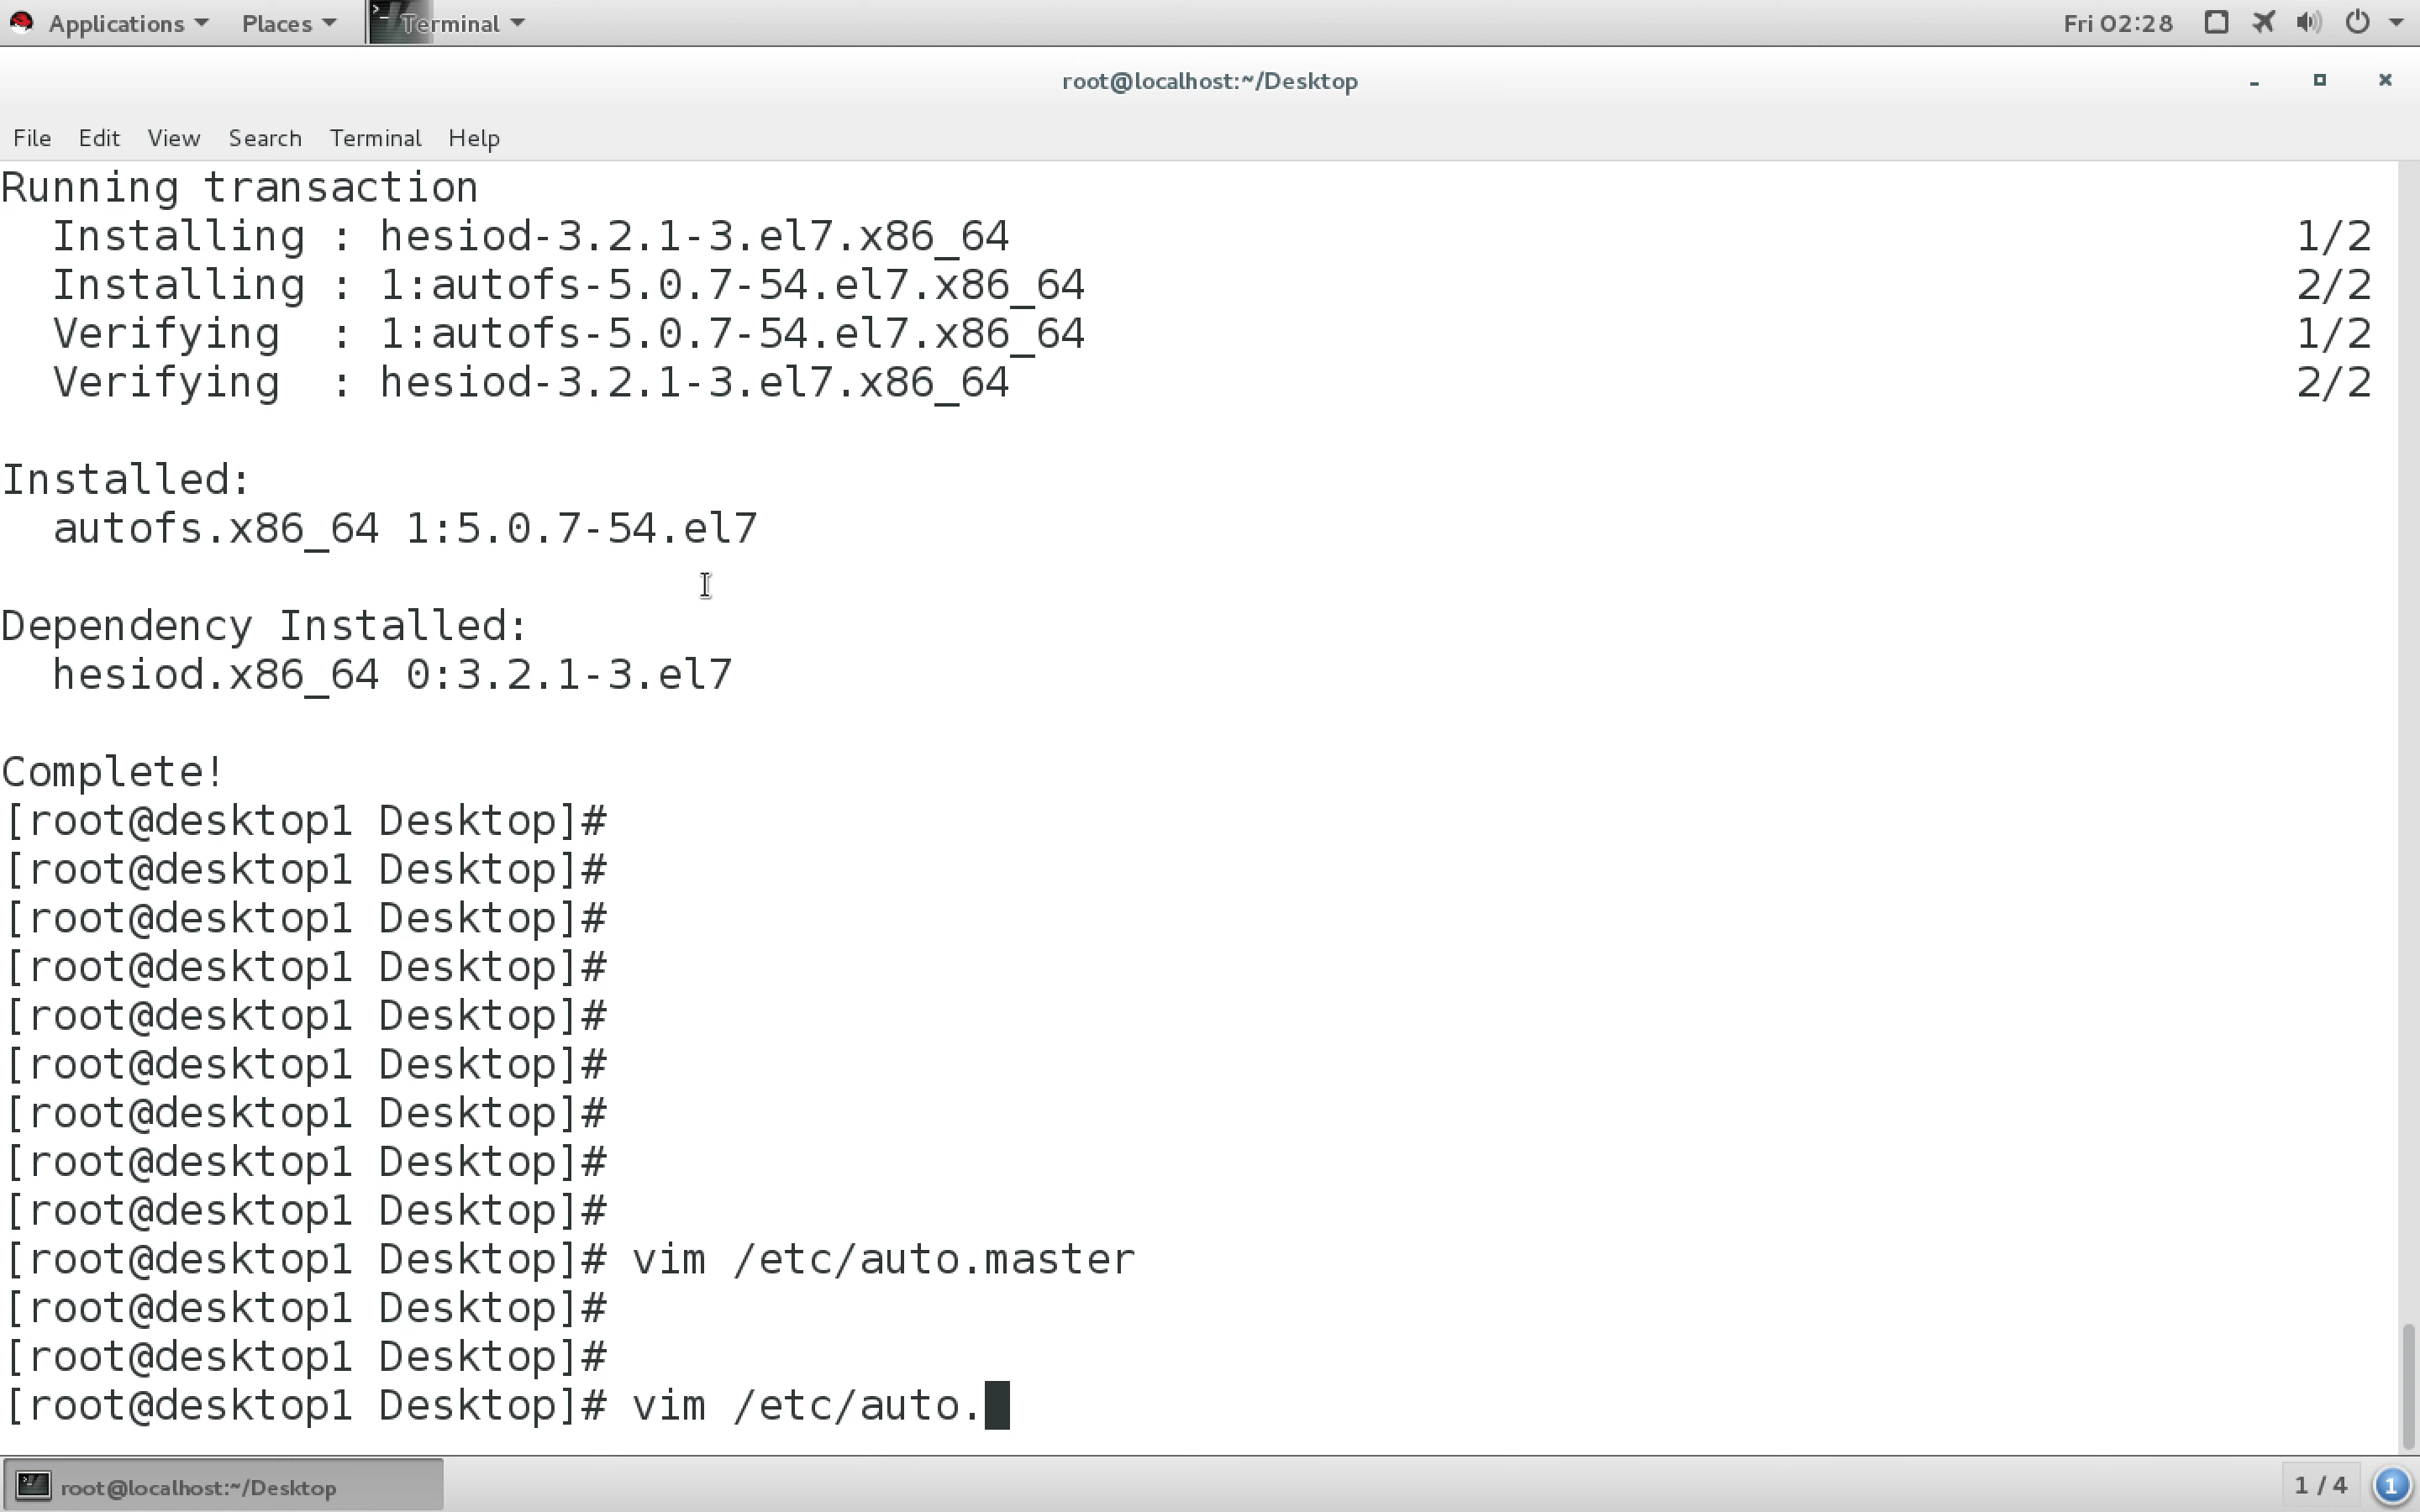 Applications Places Terminal Fri 02:28
root@localhost:~/Desktop
File Edit View Search Terminal Help
Running transaction
  Installing : hesiod-3.2.1-3.el7.x86_64 1/2
  Installing : 1:autofs-5.0.7-54.el7.x86_64 2/2
  Verifying  : 1:autofs-5.0.7-54.el7.x86_64 1/2
  Verifying  : hesiod-3.2.1-3.el7.x86_64 2/2
Installed:
  autofs.x86_64 1:5.0.7-54.el7
Dependency Installed:
  hesiod.x86_64 0:3.2.1-3.el7
Complete!
[root@desktop1 Desktop]#
[root@desktop1 Desktop]#
[root@desktop1 Desktop]#
[root@desktop1 Desktop]#
[root@desktop1 Desktop]#
[root@desktop1 Desktop]#
[root@desktop1 Desktop]#
[root@desktop1 Desktop]#
[root@desktop1 Desktop]#
[root@desktop1 Desktop]# vim /etc/auto.master
[root@desktop1 Desktop]#
[root@desktop1 Desktop]#
[root@desktop1 Desktop]# vim /etc/auto.
root@localhost:~/Desktop 1 / 4 1